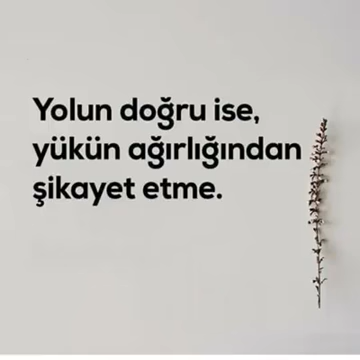 Yolun doğru ise,
yükün ağırlığından
şikayet etme.